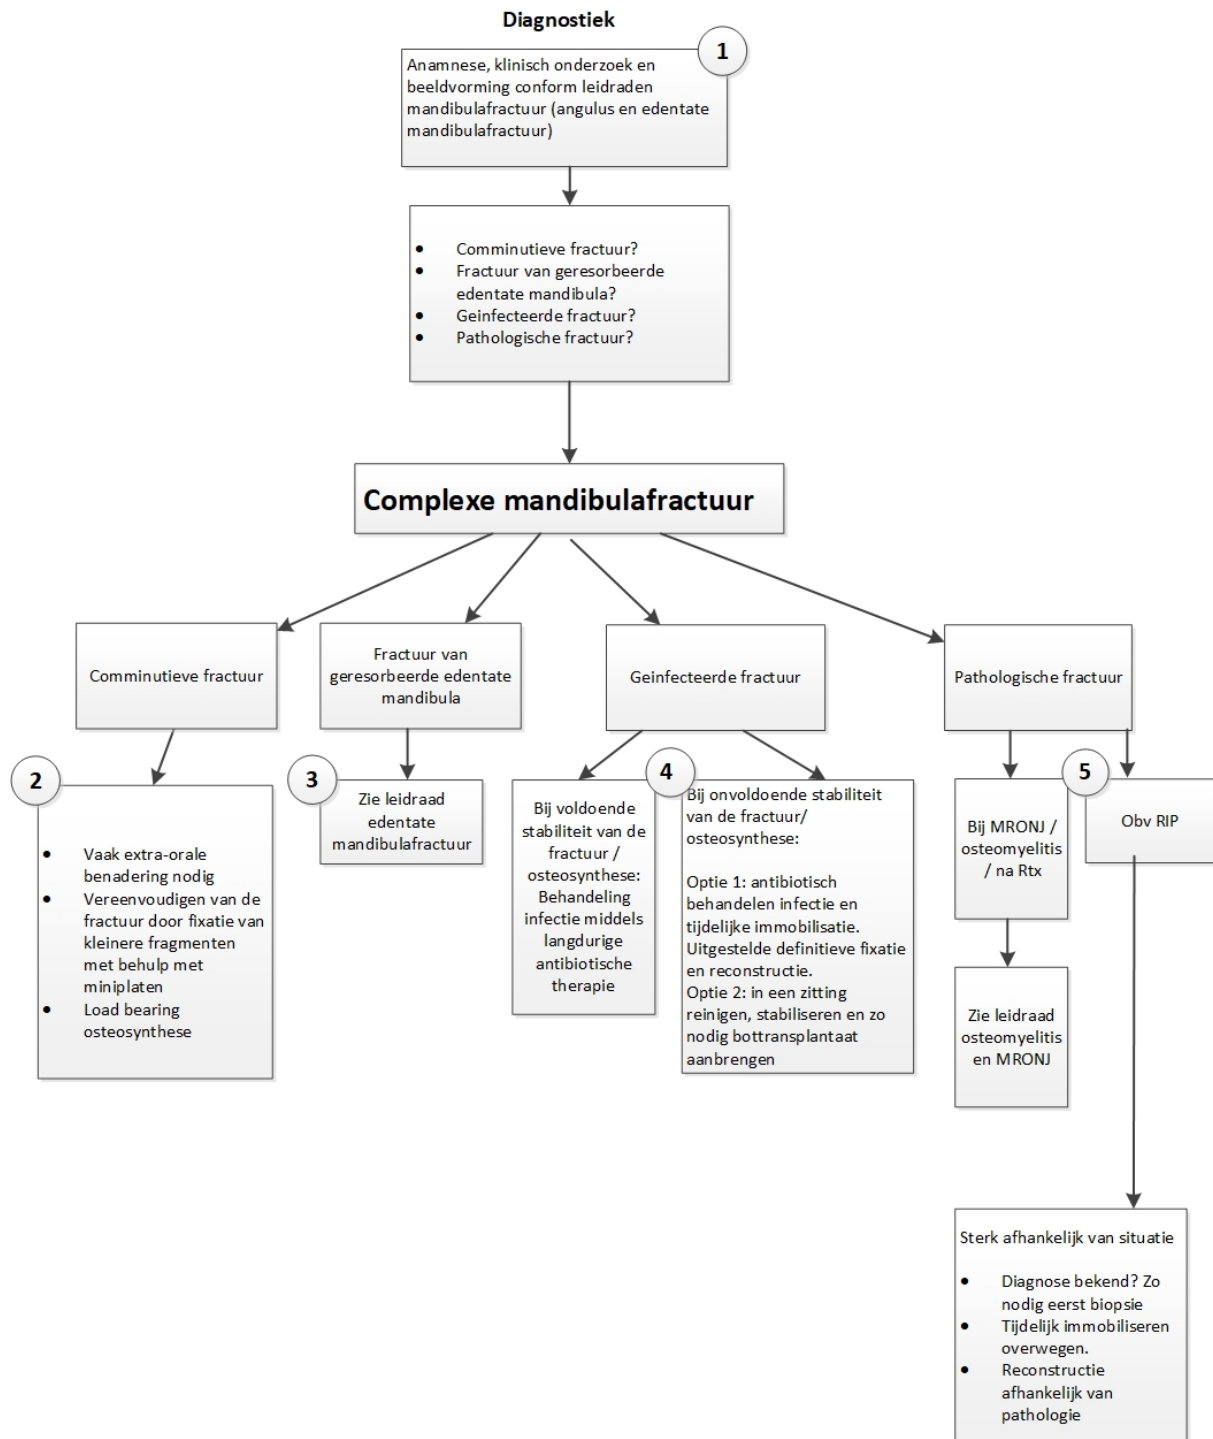 Diagnostiek
1
Anamnese, klinisch onderzoek en
beeldvorming conform leidraden
mandibulafractuur (angulus en edentate
mandibulafractuur)
• Comminutieve fractuur?
• Fractuur van geresorbeerde
edentate mandibula?
• Geinfecteerde fractuur?
• Pathologische fractuur?
Complexe mandibulafractuur
Comminutieve fractuur
Fractuur van
geresorbeerde edentate
mandibula
Geinfecteerde fractuur
Pathologische fractuur
2
• Vaak extra-orale
benadering nodig
• Vereenvoudigen van de
fractuur door fixatie van
kleinere fragmenten
met behulp met
miniplaten
• Load bearing
osteosynthese
3
Zie leidraad
edentate
mandibulafractuur
4
Bij voldoende
stabiliteit van de
fractuur /
osteosynthese:
Behandeling
infectie middels
langdurige
antibiotische
therapie
Bij onvoldoende stabiliteit
van de fractuur/
osteosynthese:
Optie 1: antibiotisch
behandelen infectie en
tijdelijke immobilisatie.
Uitgestelde definitieve fixatie
en reconstructie.
Optie 2: in een zitting
reinigen, stabiliseren en zo
nodig bottransplantaat
aanbrengen
5
Bij MRONJ /
osteomyelitis
/ na Rtx
Obv RIP
Zie leidraad
osteomyelitis
en MRONJ
Sterk afhankelijk van situatie
• Diagnose bekend? Zo
nodig eerst biopsie
• Tijdelijk immobiliseren
overwegen.
• Reconstructie
afhankelijk van
pathologie